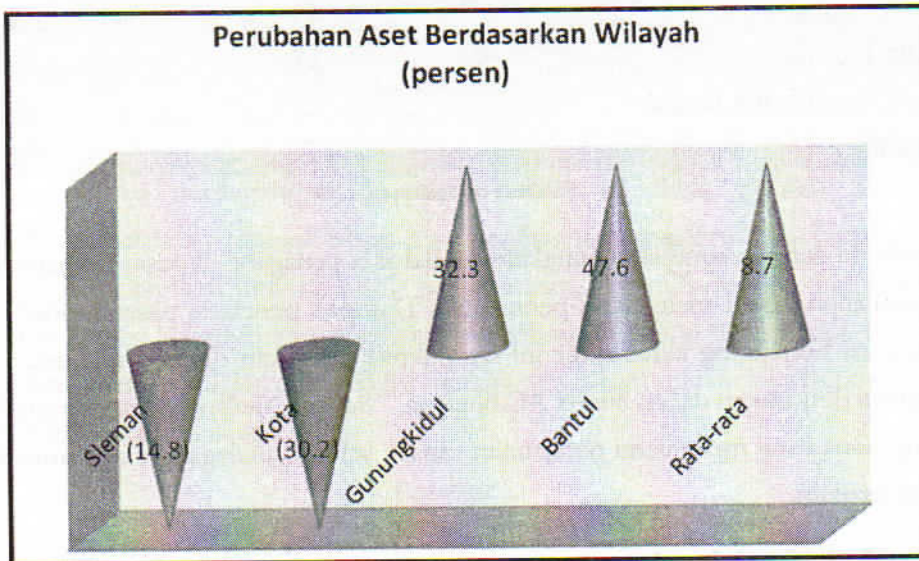 Perubahan Aset Berdasarkan Wilayah
(persen)
32.3
47.6
8.7
(14.8)
(30.2)
Sleman
Kota
Gunungkidul
Bantul
Rata-rata